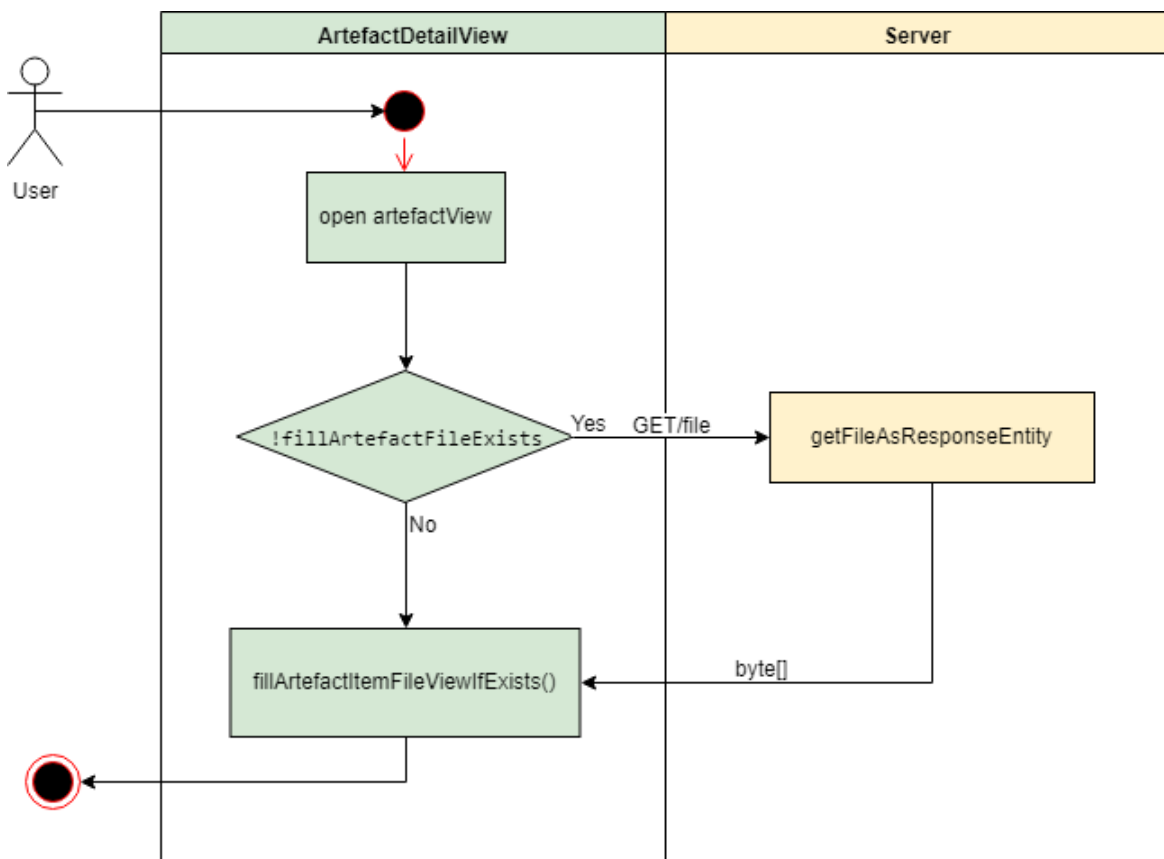 ArtefactDetailView
Server
User
open artefactView
!fillArtefactFileExists
Yes
GET/file
getFileAsResponseEntity
No
fillArtefactItemFileViewIfExists()
byte[]